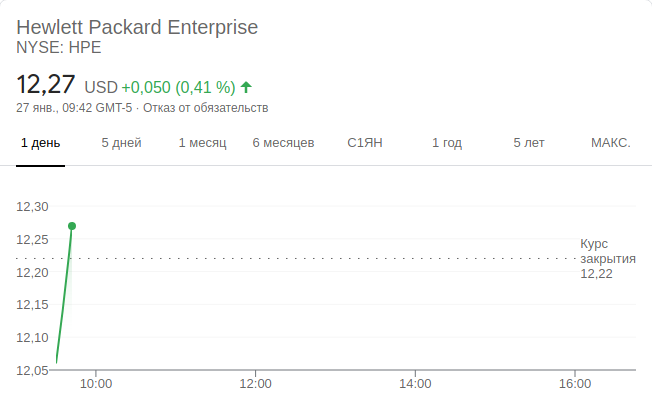 Hewlett Packard Enterprise
NYSE: HPE
12,27 USD +0,050 (0,41 %)
27 янв., 09:42 GMT-5 · Отказ от обязательств
1 день 5 дней 1 месяц 6 месяцев С1ЯН 1 год 5 лет МАКС.
12,30
12,25
12,20
12,15
12,10
12,05
Курс
закрытия
12,22
10:00 12:00 14:00 16:00